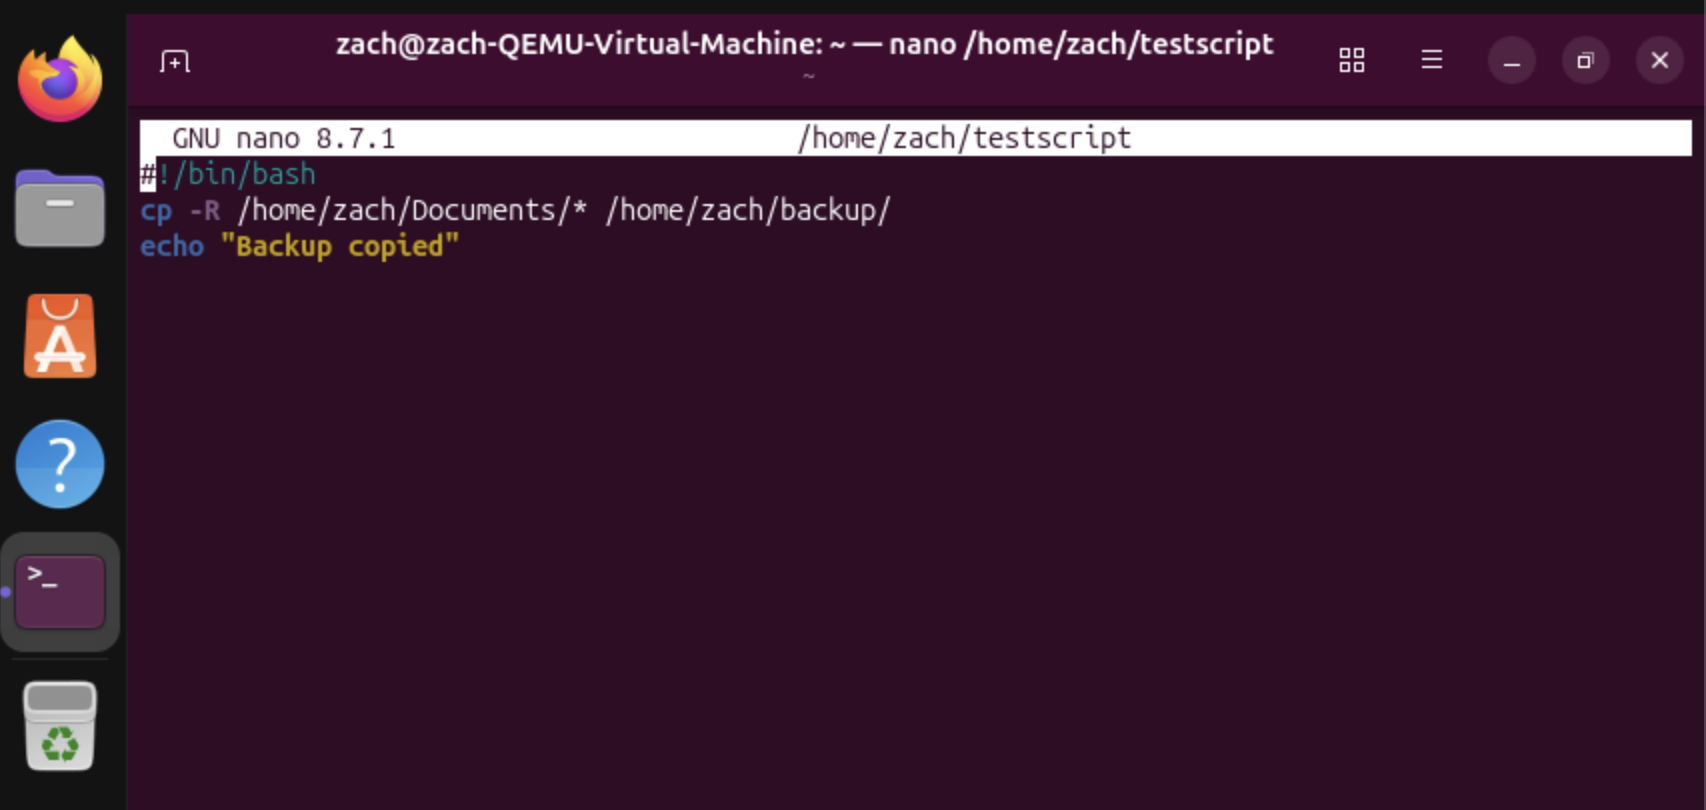 zach@zach-QEMU-Virtual-Machine: ~ — nano /home/zach/testscript
~
GNU nano 8.7.1 /home/zach/testscript
#!/bin/bash
cp -R /home/zach/Documents/* /home/zach/backup/
echo "Backup copied"
?
>_